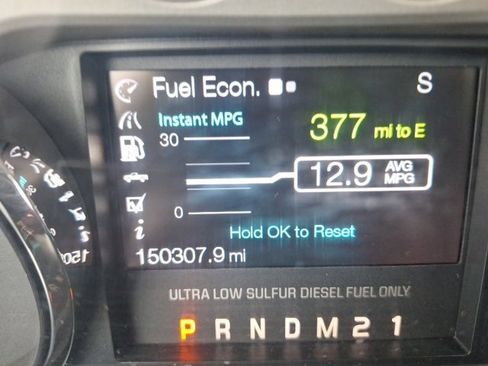 Fuel Econ.
S
Instant MPG
30
377 mi to E
12.9 AVG MPG
0
i
Hold OK to Reset
150307.9 mi
ULTRA LOW SULFUR DIESEL FUEL ONLY
P R N D M 2 1